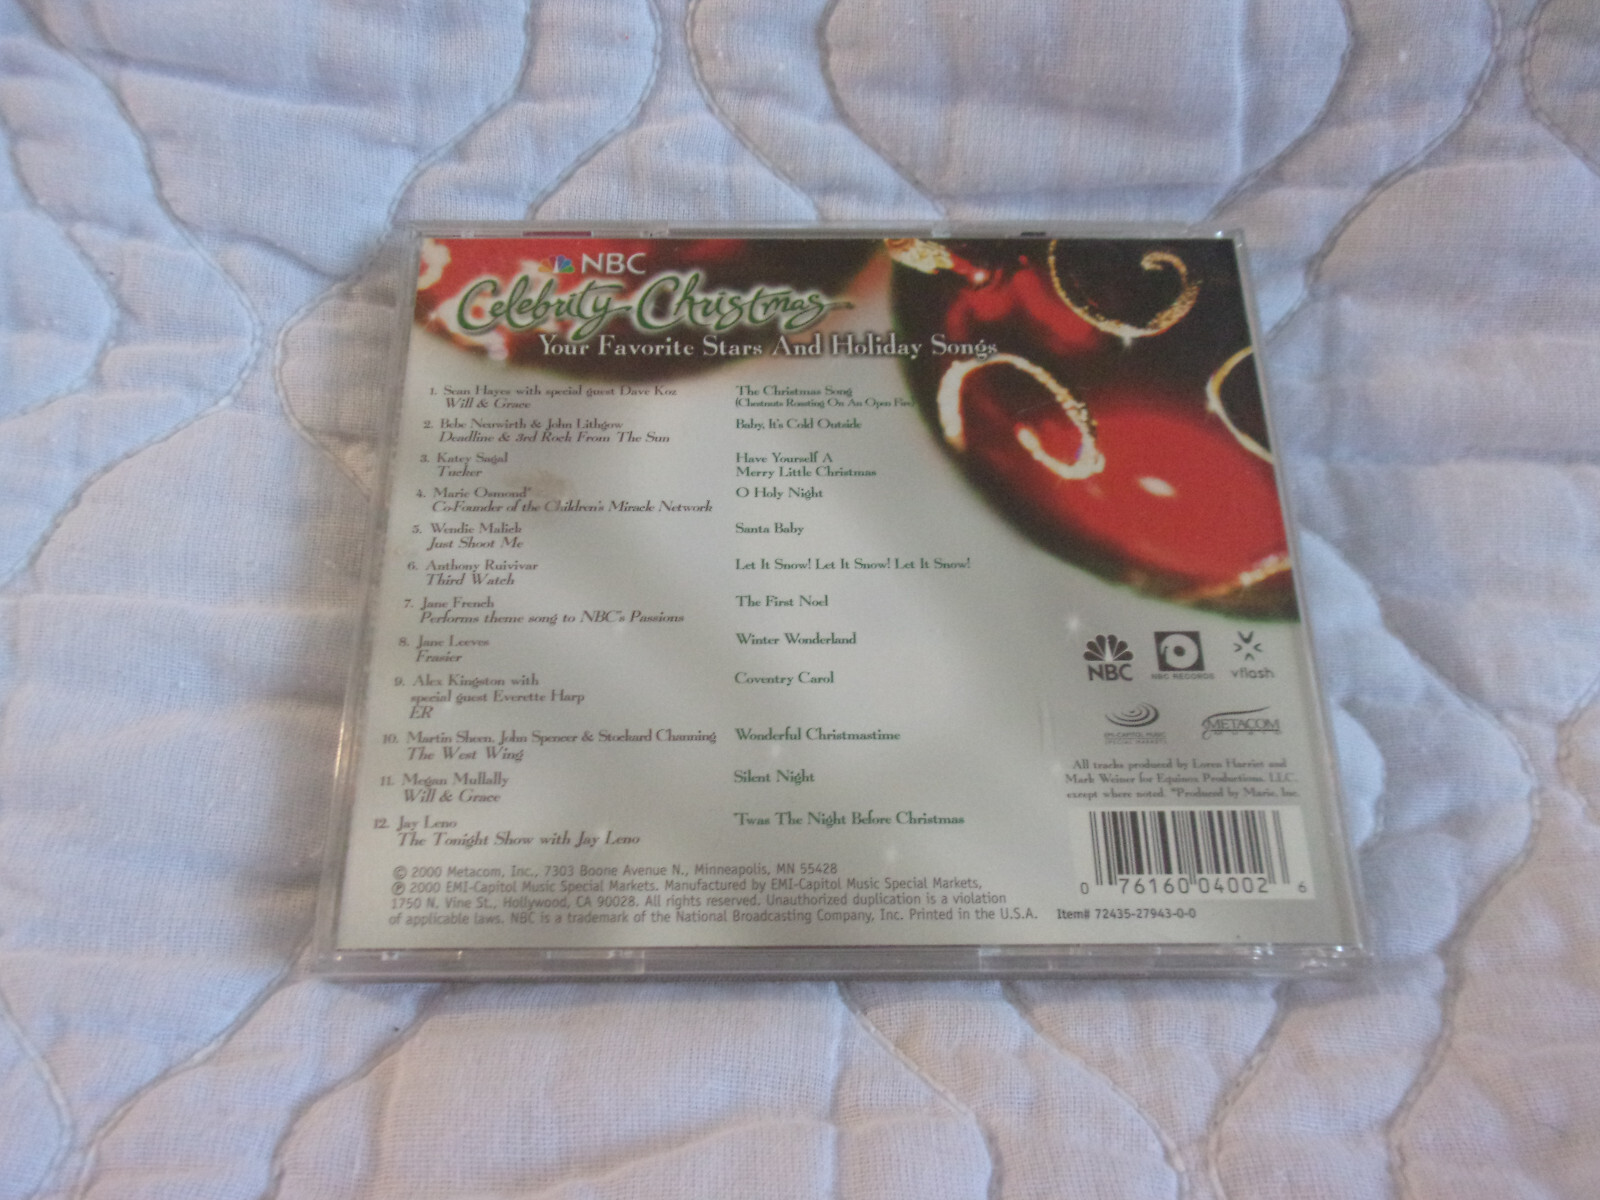 NBC
Celebrity Christmas
Your Favorite Stars And Holiday Songs
1. Sean Hayes with special guest Dave Koz The Christmas Song
Will & Grace (Chestnuts Roasting On An Open Fire)
2. Bebe Neuwirth & John Lithgow Baby, It's Cold Outside
Deadline & 3rd Rock From The Sun
3. Katey Sagal Have Yourself A
Tucker Merry Little Christmas
4. Marie Osmond* O Holy Night
Co-Founder of the Children's Miracle Network
5. Wendie Malick Santa Baby
Just Shoot Me
6. Anthony Ruivivar Let It Snow! Let It Snow! Let It Snow!
Third Watch
7. Jane French The First Noel
Performs theme song to NBC's Passions
8. Jane Leeves Winter Wonderland
Frasier
9. Alex Kingston with Coventry Carol
special guest Everette Harp
ER
10. Martin Sheen, John Spencer & Stockard Channing Wonderful Christmastime
The West Wing
11. Megan Mullally Silent Night
Will & Grace
12. Jay Leno 'Twas The Night Before Christmas
The Tonight Show with Jay Leno
NBC NBC RECORDS vflash
EMI-CAPITOL MUSIC
SPECIAL MARKETS
METACOM
All tracks produced by Loren Harriet and
Mark Weiner for Equinox Productions, LLC.
except where noted. *Produced by Marie, Inc.
0 76160 04002 6
© 2000 Metacom, Inc., 7303 Boone Avenue N., Minneapolis, MN 55428
℗ 2000 EMI-Capitol Music Special Markets. Manufactured by EMI-Capitol Music Special Markets,
1750 N. Vine St., Hollywood, CA 90028. All rights reserved. Unauthorized duplication is a violation
of applicable laws. NBC is a trademark of the National Broadcasting Company, Inc. Printed in the U.S.A. Item# 72435-27943-0-0